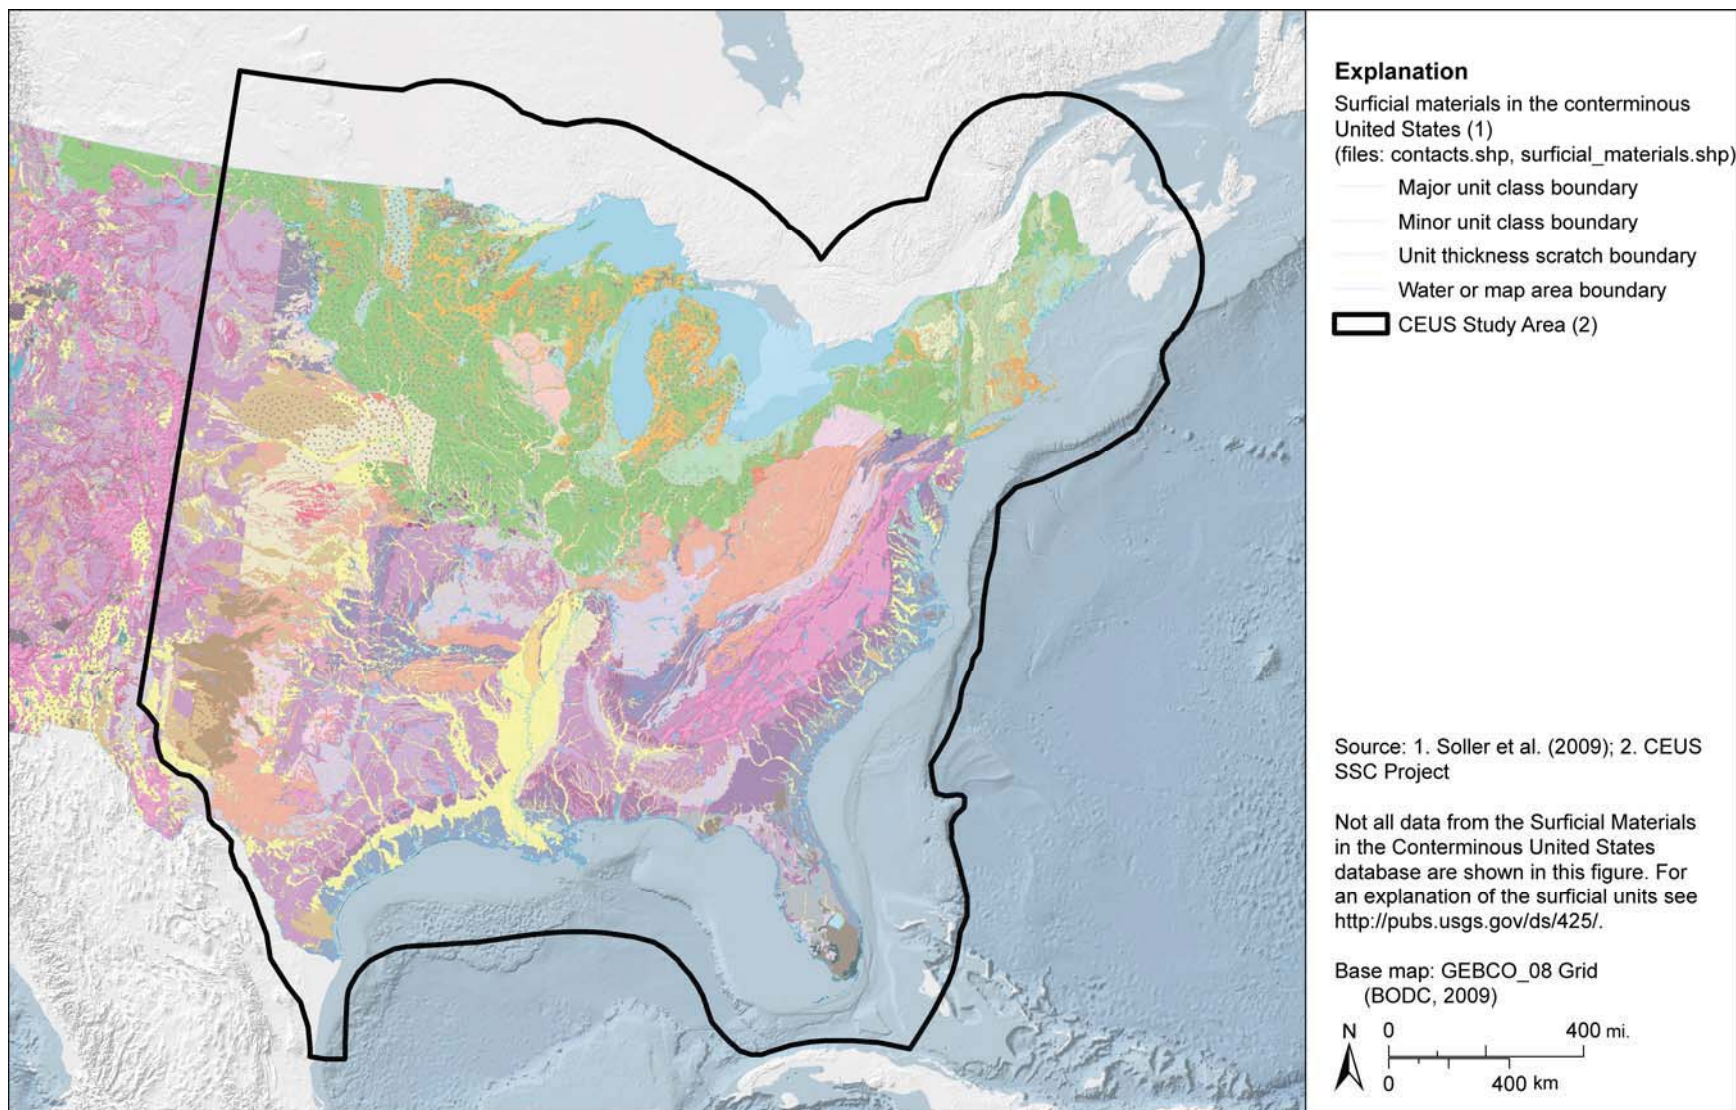 Explanation
Surficial materials in the conterminous
United States (1)
(files: contacts.shp, surficial_materials.shp)
Major unit class boundary
Minor unit class boundary
Unit thickness scratch boundary
Water or map area boundary
CEUS Study Area (2)
Source: 1. Soller et al. (2009); 2. CEUS
SSC Project
Not all data from the Surficial Materials
in the Conterminous United States
database are shown in this figure. For
an explanation of the surficial units see
http://pubs.usgs.gov/ds/425/.
Base map: GEBCO_08 Grid
(BODC, 2009)
N 0 400 mi.
0 400 km